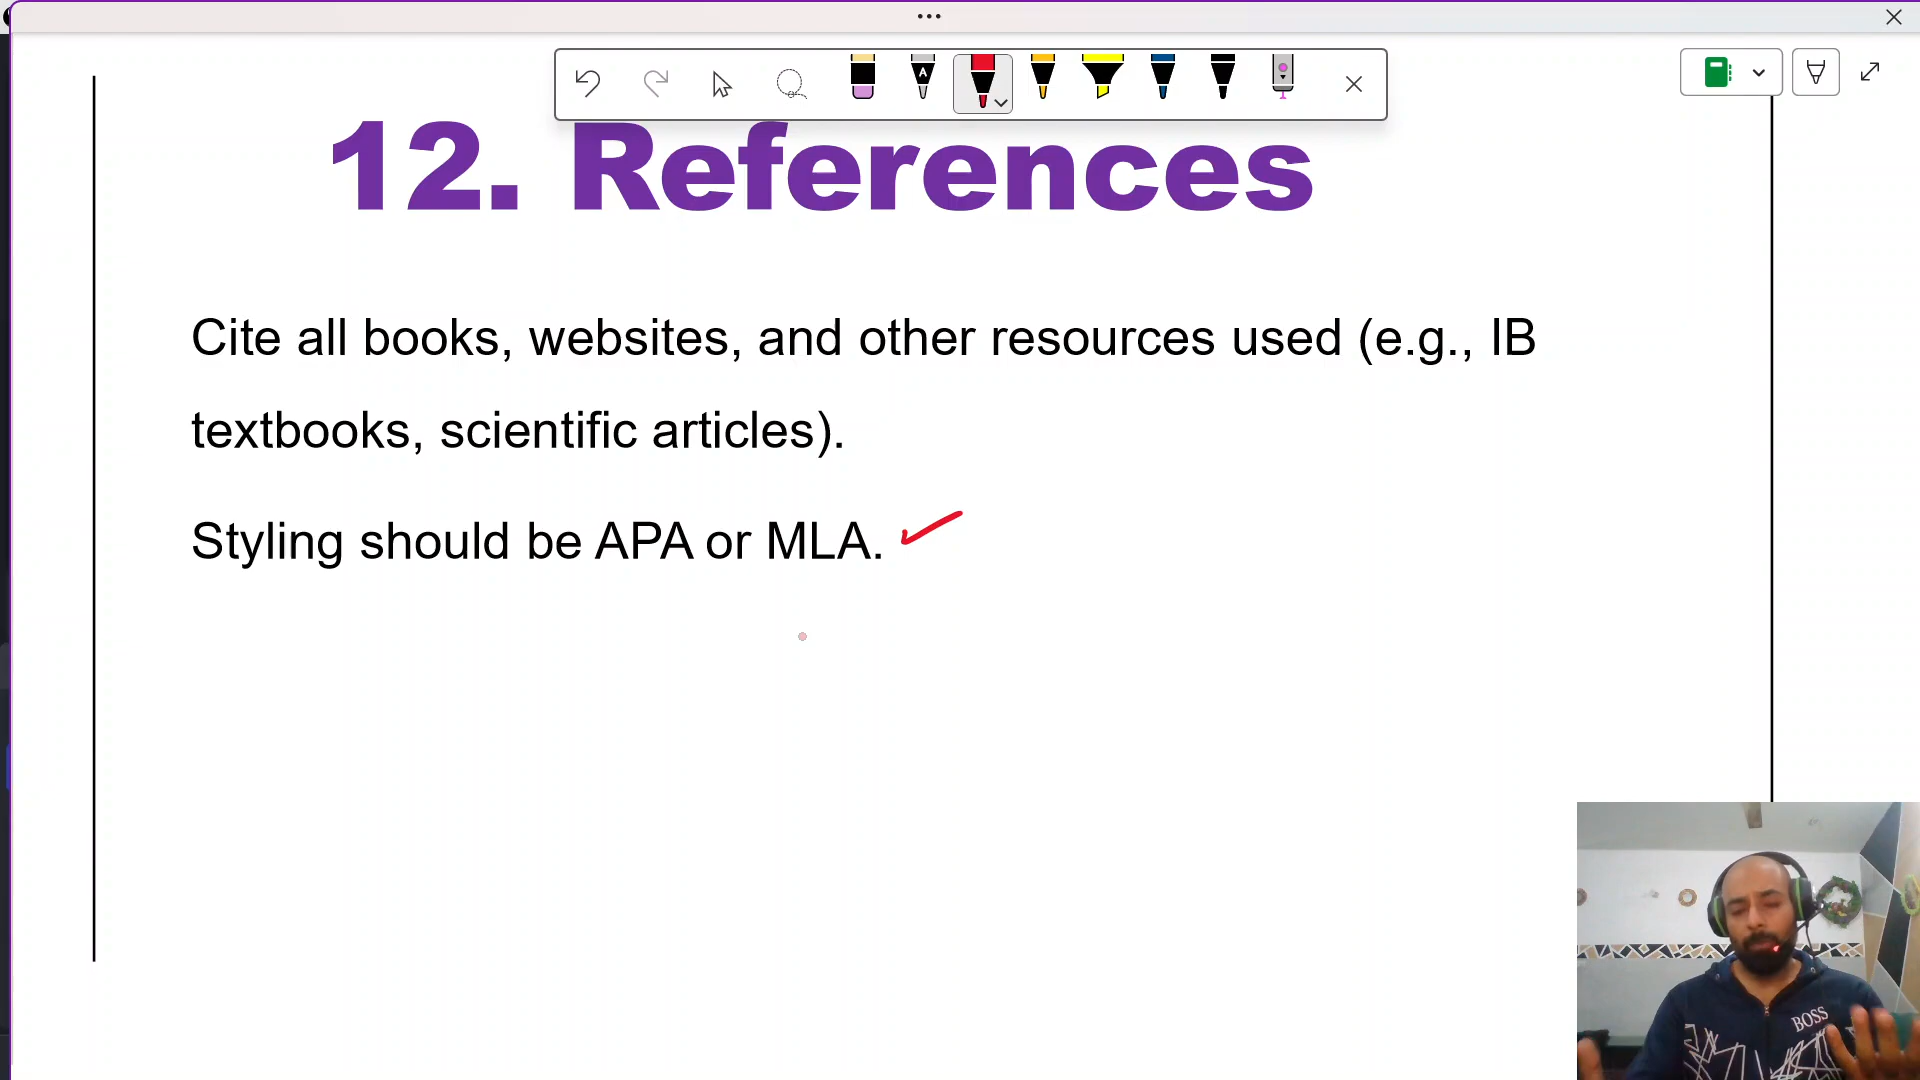 12. References
Cite all books, websites, and other resources used (e.g., IB
textbooks, scientific articles).
Styling should be APA or MLA.
A
BOSS